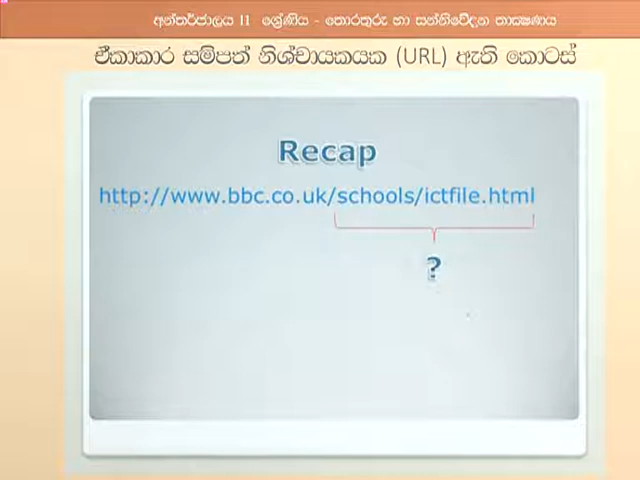 අන්තර්ජාලය 11 ශ්‍රේණිය - තොරතුරු හා සන්නිවේදන තාක්‍ෂණය
ඒකාකාර සම්පත් නිශ්චායකයක (URL) ඇති කොටස්
Recap
http://www.bbc.co.uk/schools/ictfile.html
?